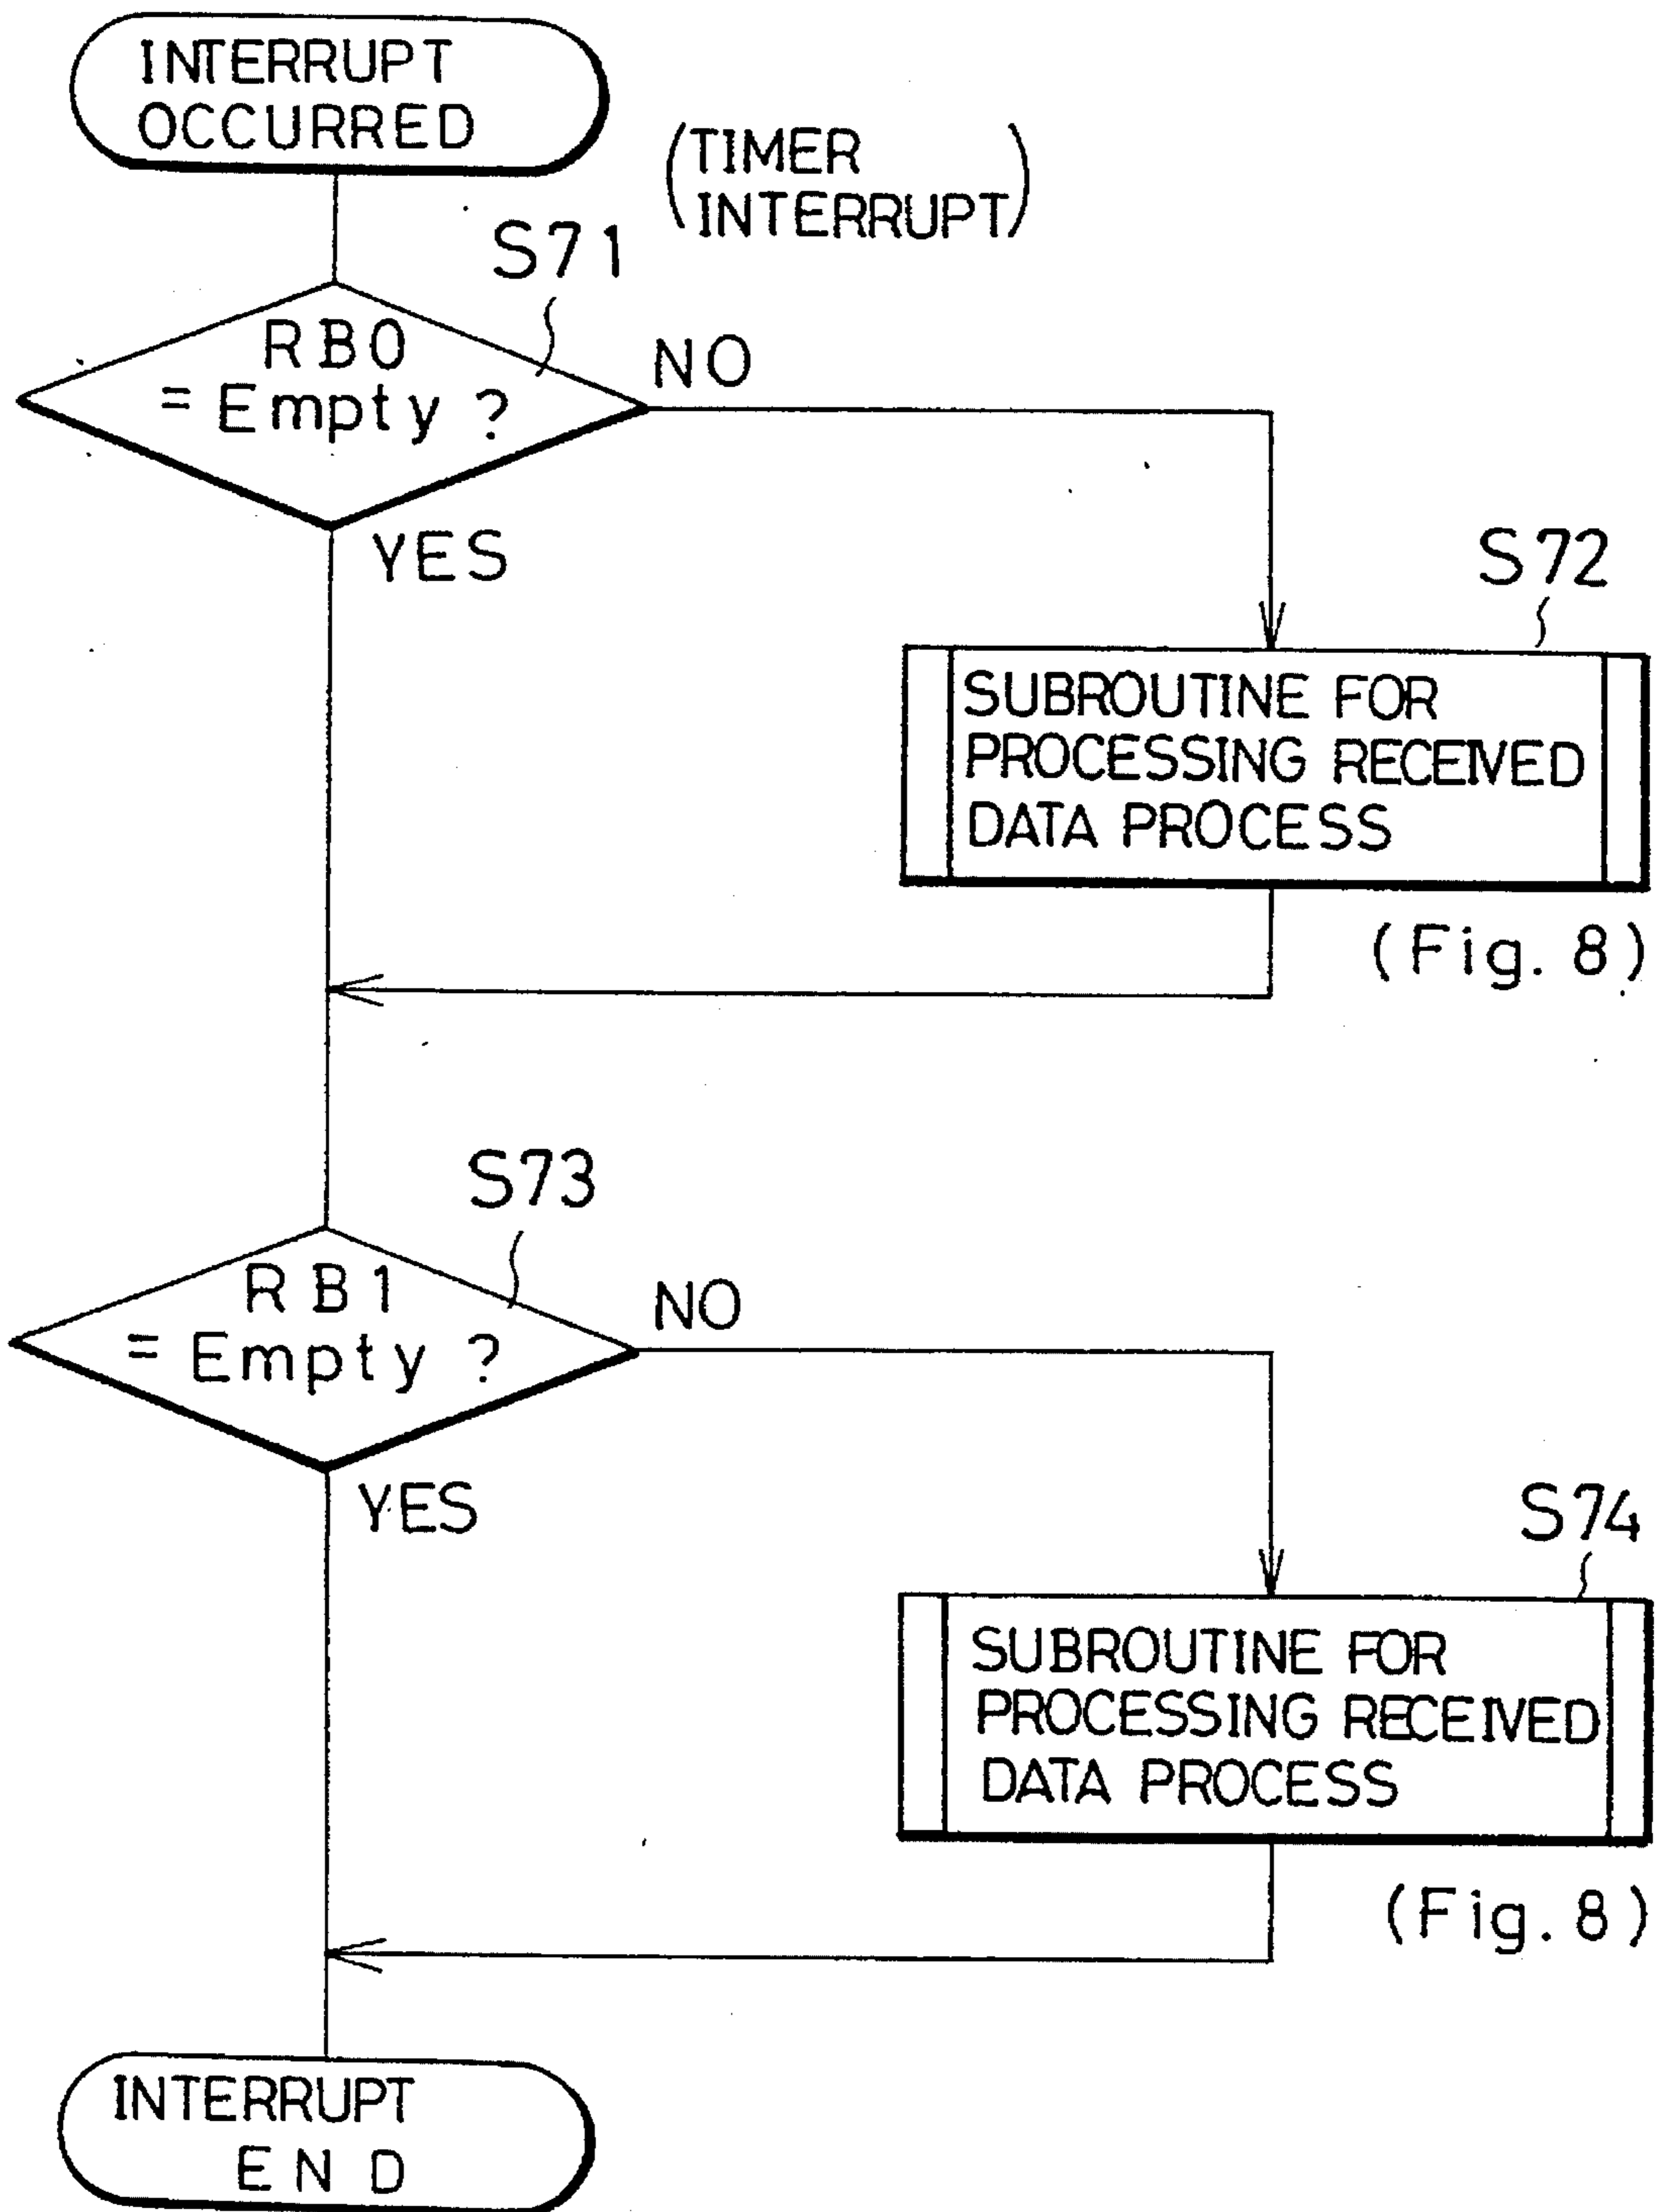 INTERRUPT
OCCURRED
(TIMER
INTERRUPT)
S71
RB0
= Empty ?
NO
YES
S72
SUBROUTINE FOR
PROCESSING RECEIVED
DATA PROCESS
(Fig. 8)
S73
RB1
= Empty ?
NO
YES
S74
SUBROUTINE FOR
PROCESSING RECEIVED
DATA PROCESS
(Fig. 8)
INTERRUPT
END